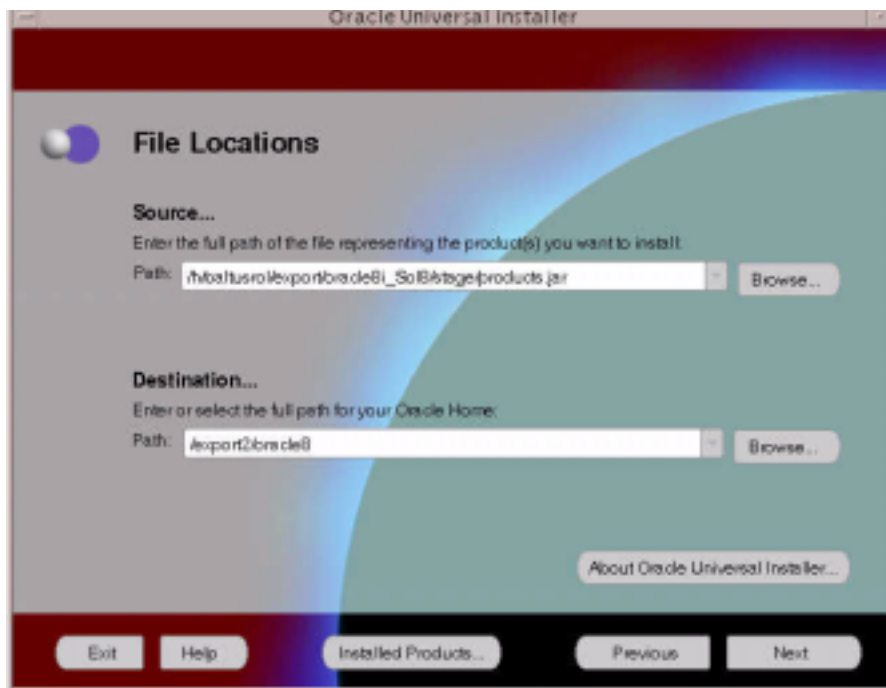 Oracle Universal Installer
File Locations
Source...
Enter the full path of the file representing the product(s) you want to install:
Path: /h/baltusrol/export/oracle8i_Sol8/stage/products.jar Browse...
Destination...
Enter or select the full path for your Oracle Home:
Path: /export2/oracle8 Browse...
About Oracle Universal Installer...
Exit Help Installed Products... Previous Next